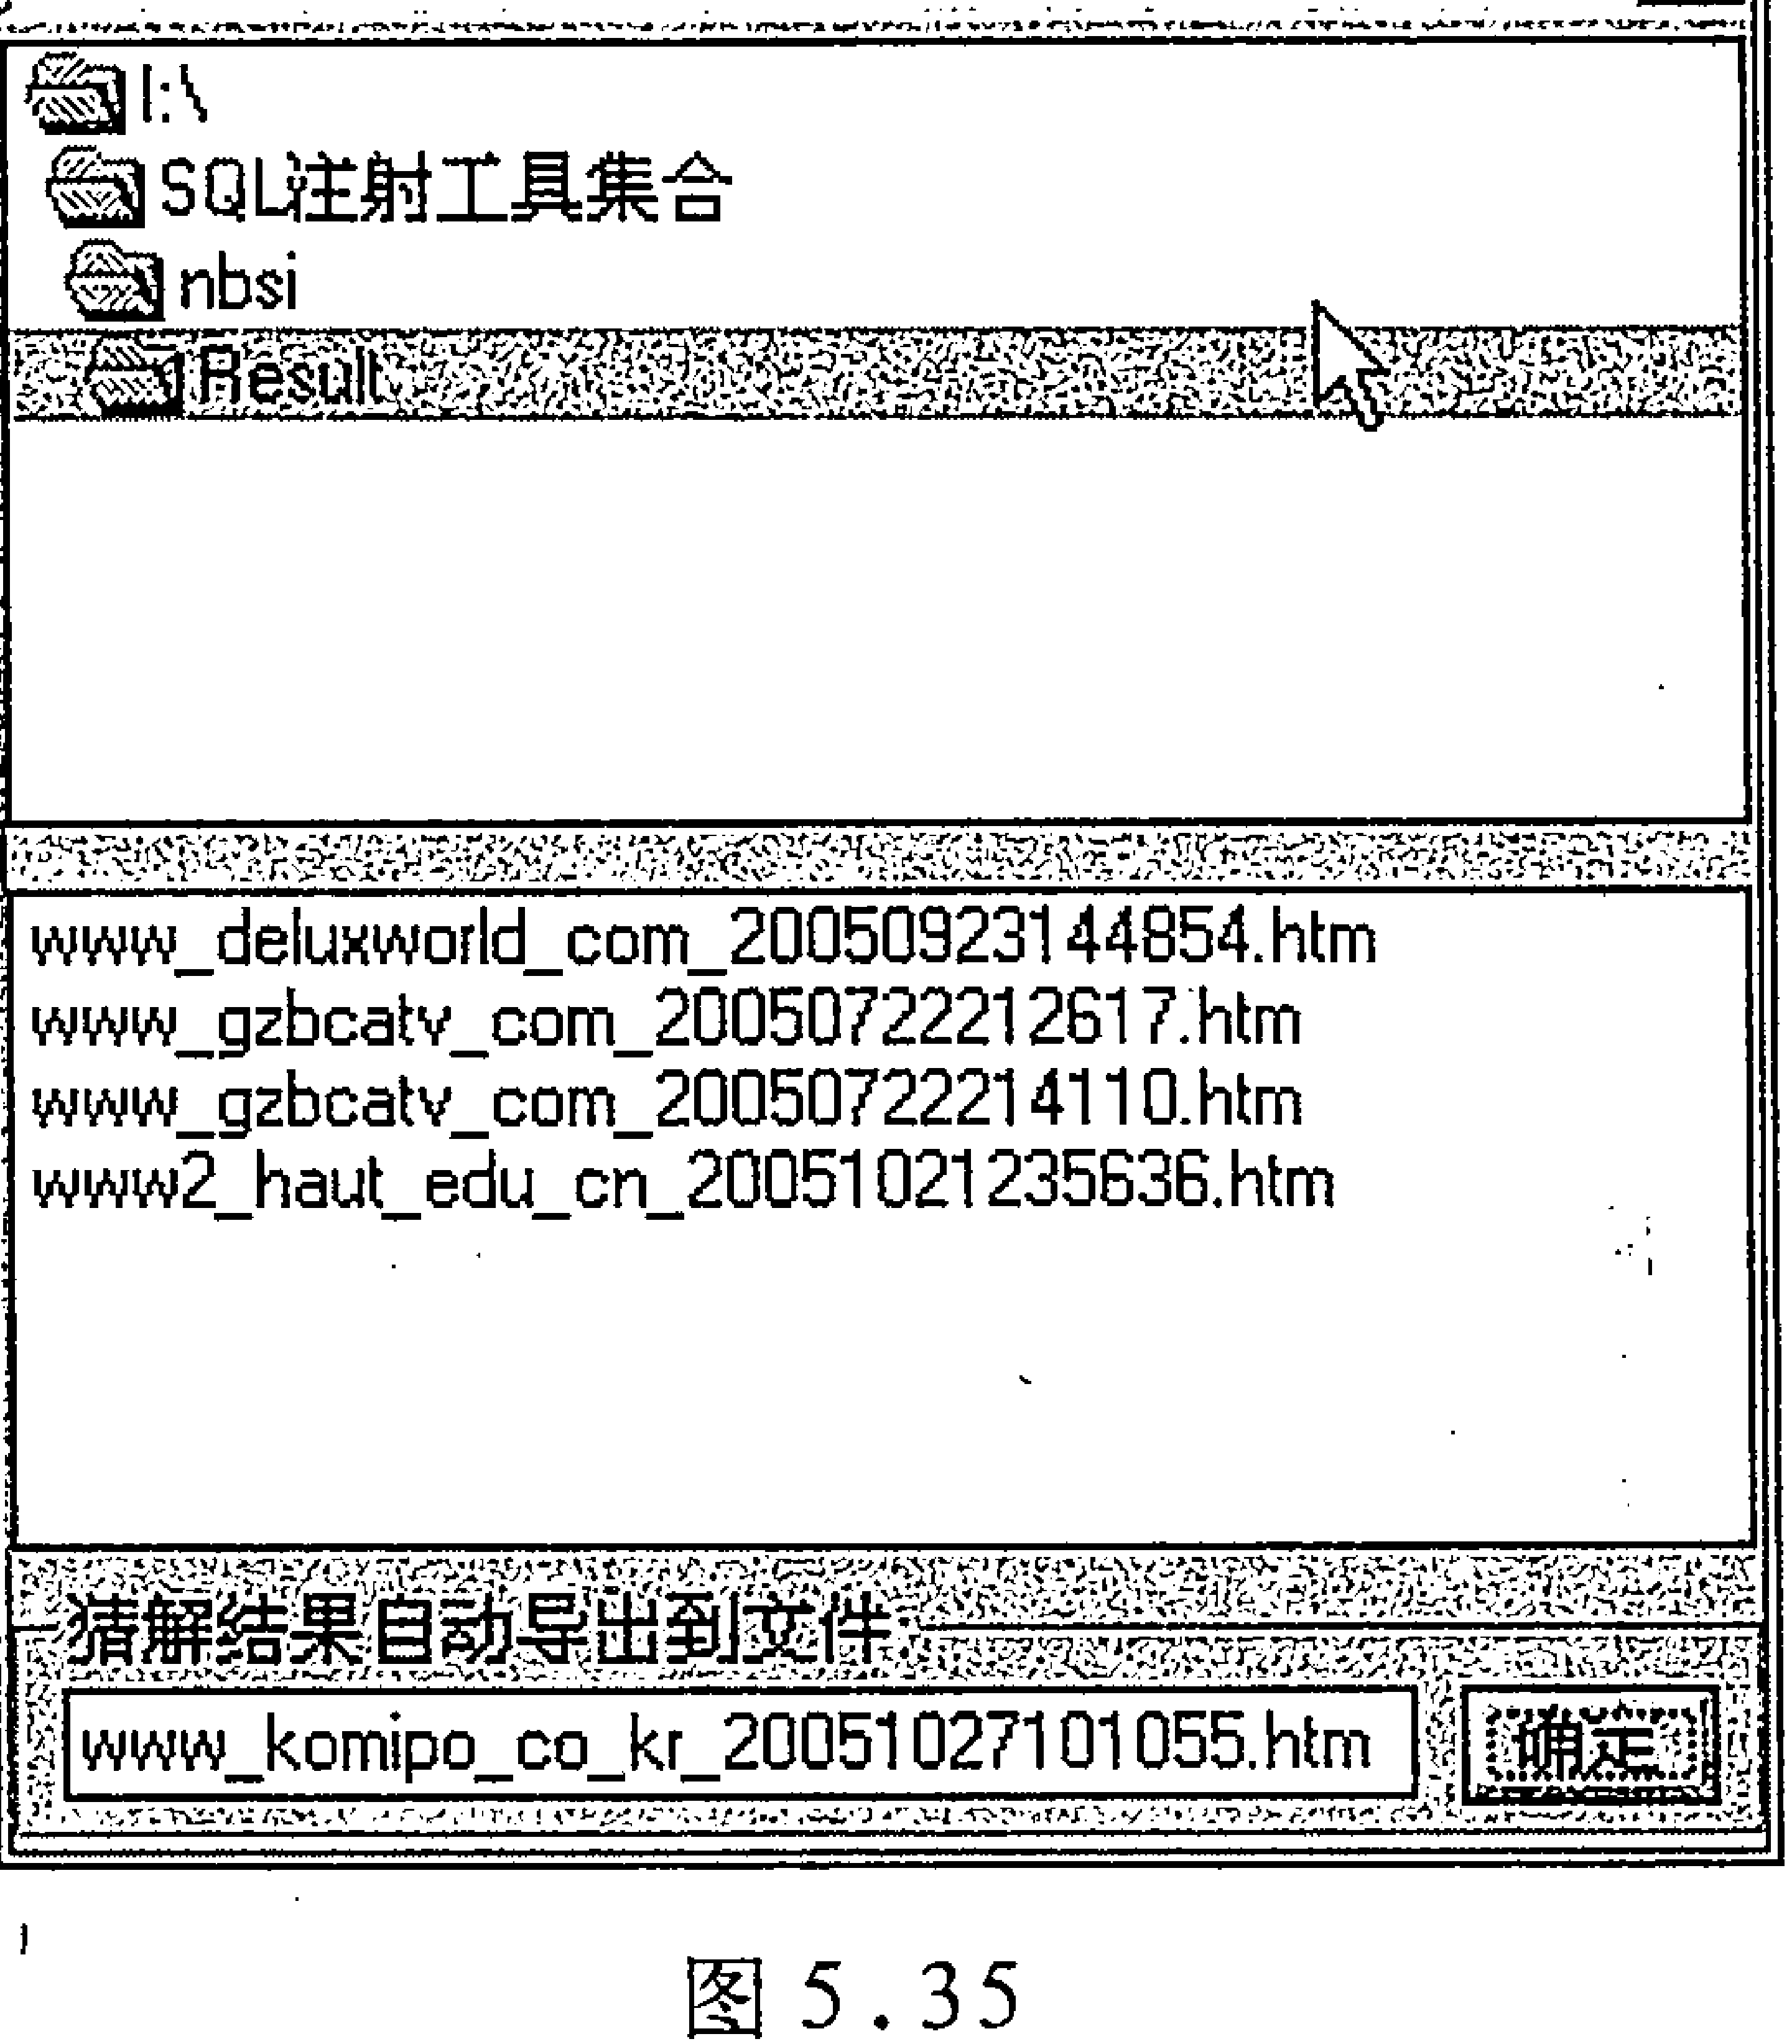 I:\
SQL注射工具集合
nbsi
Result
www_deluxworld_com_20050923144854.htm
www_gzbcatv_com_20050722212617.htm
www_gzbcatv_com_20050722214110.htm
www2_haut_edu_cn_20051021235636.htm
猜解结果自动导出到文件:
www_komipo_co_kr_20051027101055.htm
确定
图 5.35